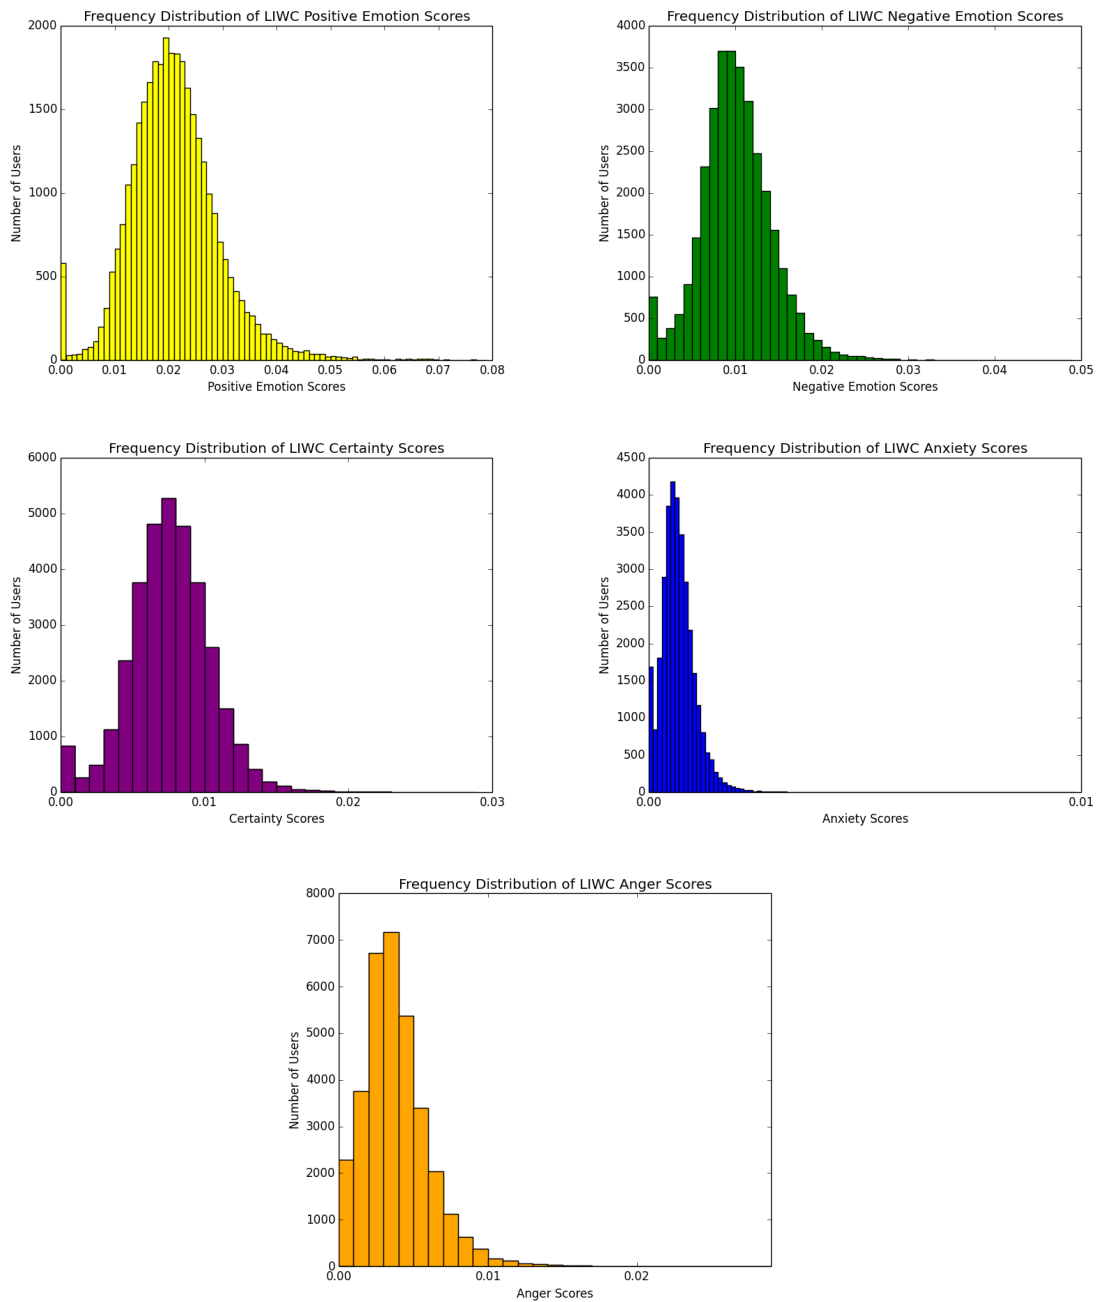 Frequency Distribution of LIWC Positive Emotion Scores
2000
1500
1000
500
0
Number of Users
0.00 0.01 0.02 0.03 0.04 0.05 0.06 0.07 0.08
Positive Emotion Scores
Frequency Distribution of LIWC Negative Emotion Scores
4000
3500
3000
2500
2000
1500
1000
500
0
Number of Users
0.00 0.01 0.02 0.03 0.04 0.05
Negative Emotion Scores
Frequency Distribution of LIWC Certainty Scores
6000
5000
4000
3000
2000
1000
0
Number of Users
0.00 0.01 0.02 0.03
Certainty Scores
Frequency Distribution of LIWC Anxiety Scores
4500
4000
3500
3000
2500
2000
1500
1000
500
0
Number of Users
0.00 0.01
Anxiety Scores
Frequency Distribution of LIWC Anger Scores
8000
7000
6000
5000
4000
3000
2000
1000
0
Number of Users
0.00 0.01 0.02
Anger Scores